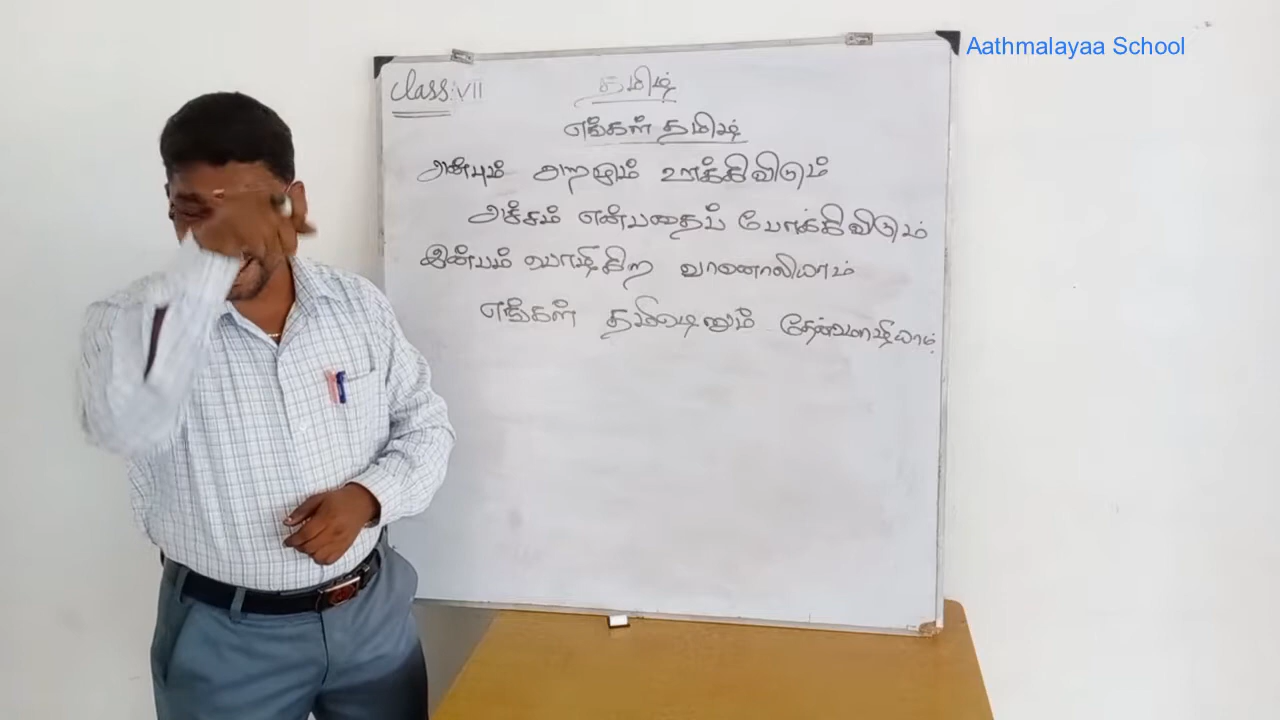 Aathmalayaa School
Class: VII
தமிழ்
எங்கள் தமிழ்
அன்பும் அறமும் ஊக்கிவிடும்
அச்சம் என்பதைப் போக்கிவிடும்
இன்பம் பொழிகிற வானொலியாம்
எங்கள் தமிழெனும் தேன்மொழியாம்.